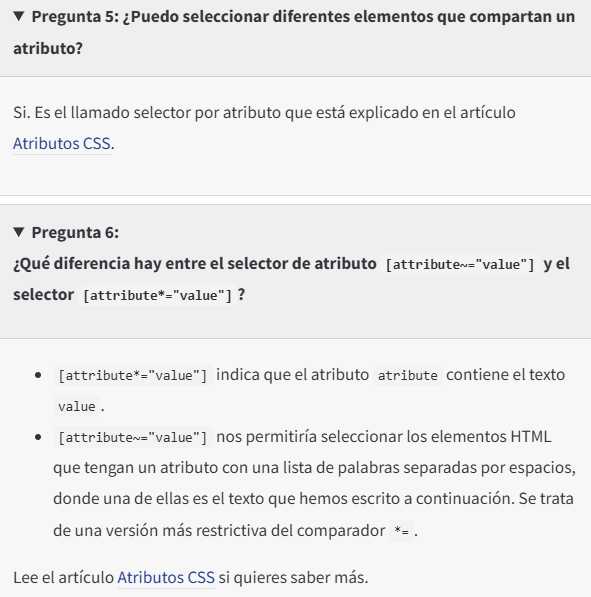 ▼ Pregunta 5: ¿Puedo seleccionar diferentes elementos que compartan un
atributo?
Si. Es el llamado selector por atributo que está explicado en el artículo
Atributos CSS.
▼ Pregunta 6:
¿Qué diferencia hay entre el selector de atributo [attribute~="value"] y el
selector [attribute*="value"] ?
• [attribute*="value"] indica que el atributo atribute contiene el texto
value .
• [attribute~="value"] nos permitiría seleccionar los elementos HTML
que tengan un atributo con una lista de palabras separadas por espacios,
donde una de ellas es el texto que hemos escrito a continuación. Se trata
de una versión más restrictiva del comparador *= .
Lee el artículo Atributos CSS si quieres saber más.